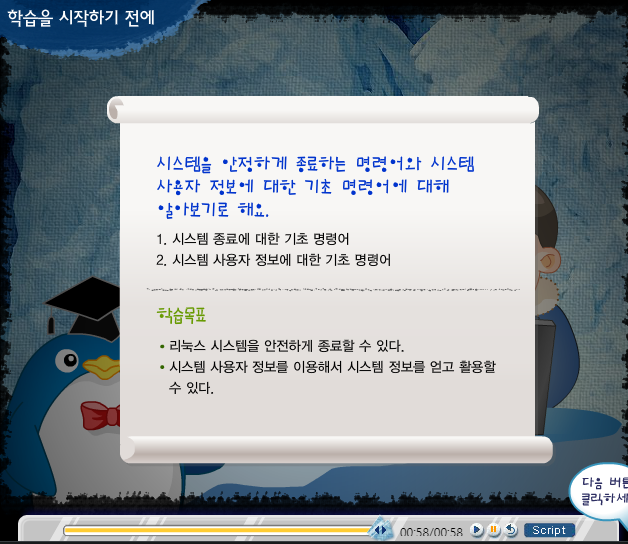 학습을 시작하기 전에
시스템을 안전하게 종료하는 명령어와 시스템
사용자 정보에 대한 기초 명령어에 대해
알아보기로 해요.
1. 시스템 종료에 대한 기초 명령어
2. 시스템 사용자 정보에 대한 기초 명령어
학습목표
• 리눅스 시스템을 안전하게 종료할 수 있다.
• 시스템 사용자 정보를 이용해서 시스템 정보를 얻고 활용할
수 있다.
다음 버튼
클릭하세
00:58/00:58
Script